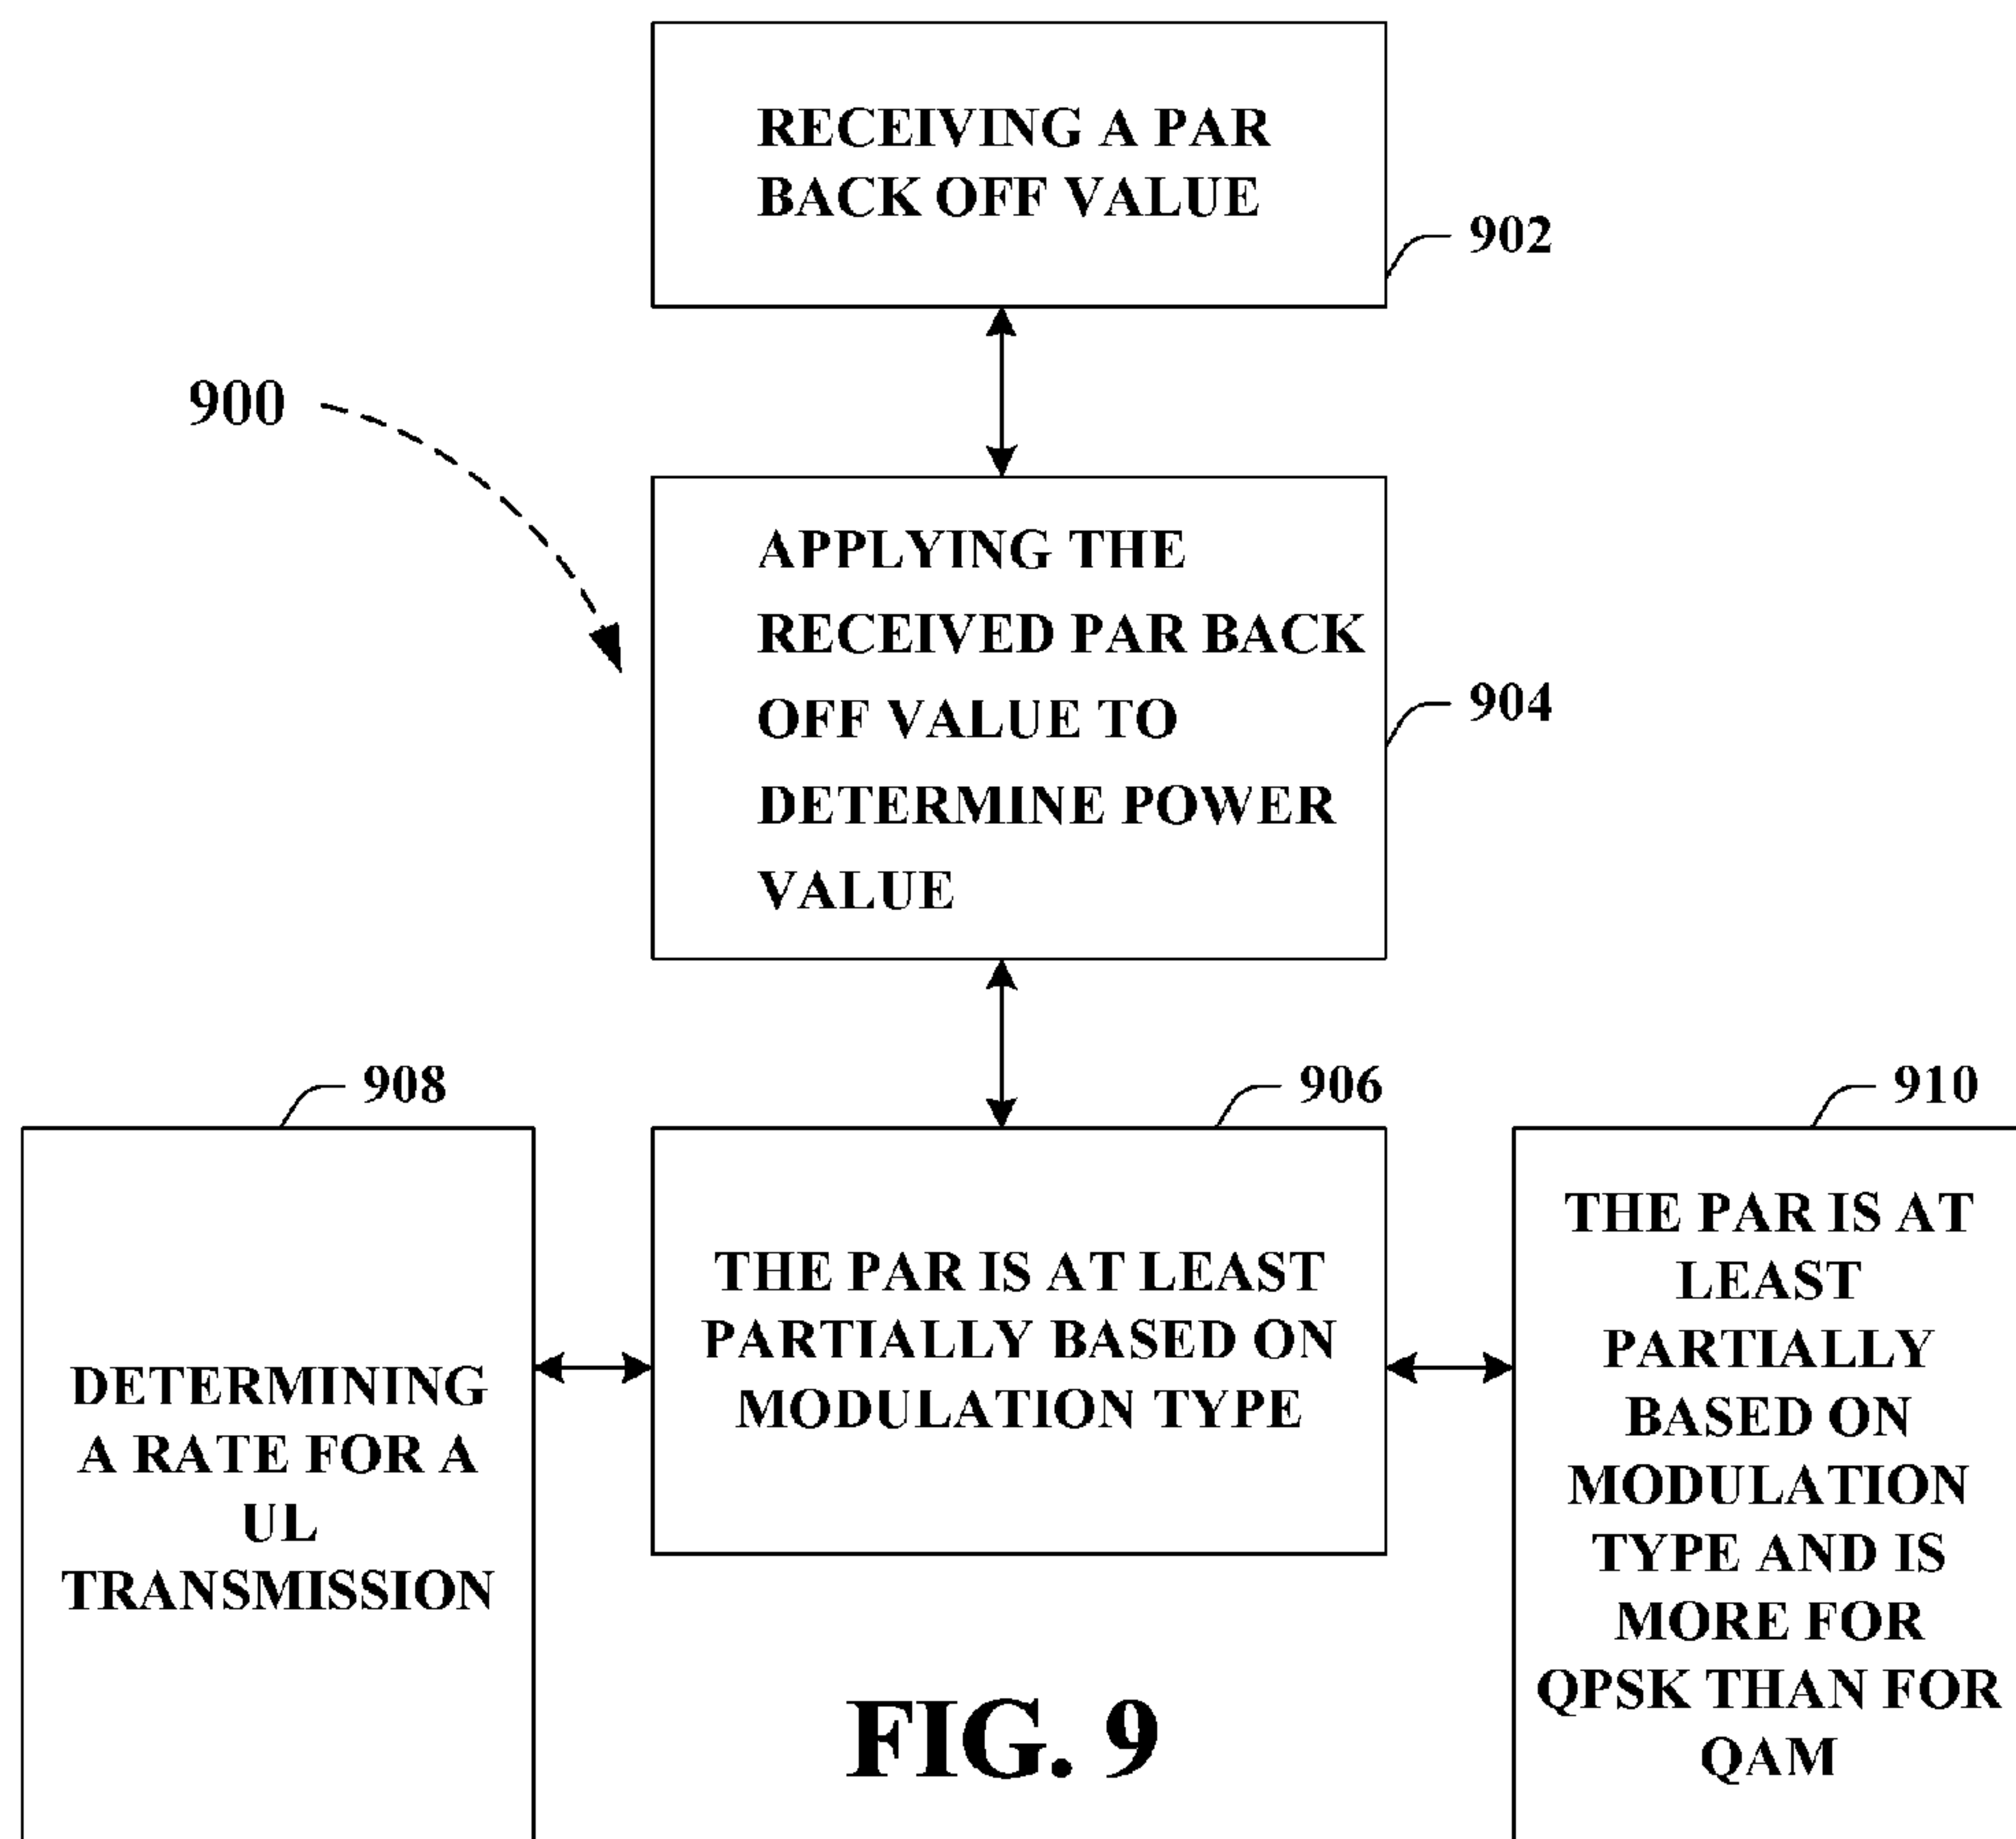 RECEIVING A PAR
BACK OFF VALUE
902
900
APPLYING THE
RECEIVED PAR BACK
OFF VALUE TO
DETERMINE POWER
VALUE
904
908
DETERMINING
A RATE FOR A
UL
TRANSMISSION
906
THE PAR IS AT LEAST
PARTIALLY BASED ON
MODULATION TYPE
910
THE PAR IS AT
LEAST
PARTIALLY
BASED ON
MODULATION
TYPE AND IS
MORE FOR
QPSK THAN FOR
QAM
FIG. 9